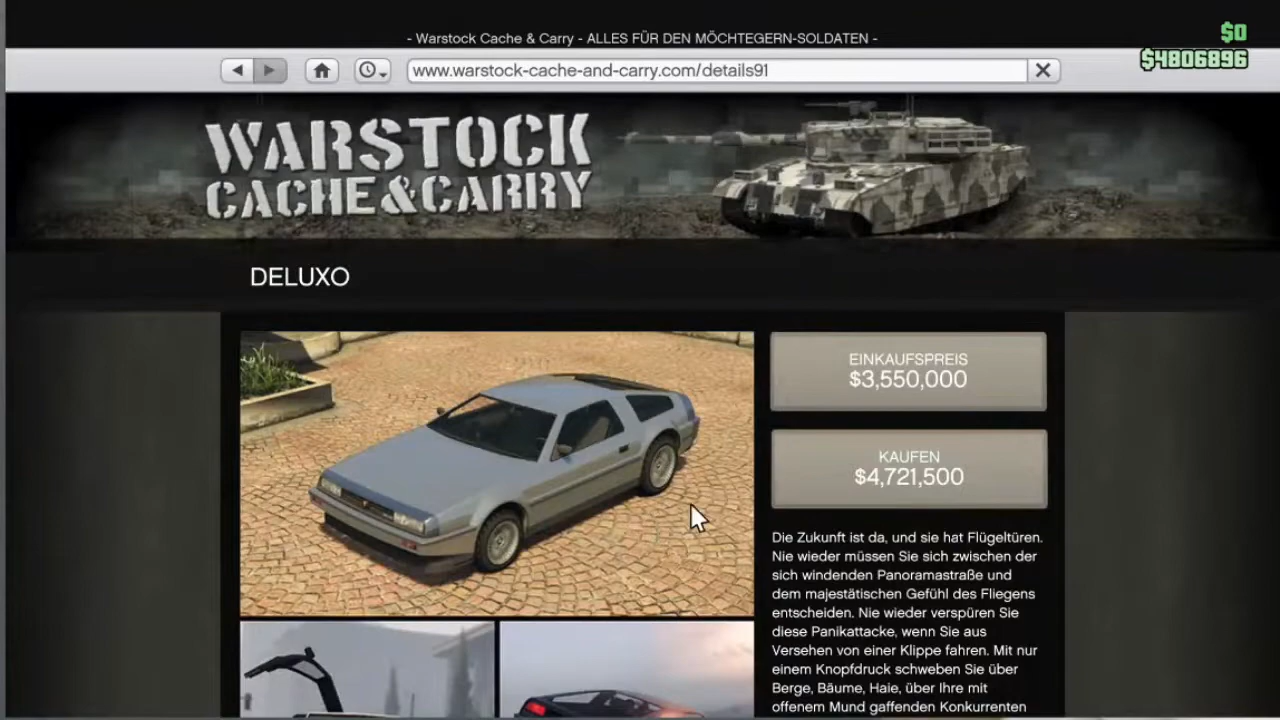 - Warstock Cache & Carry - ALLES FÜR DEN MÖCHTEGERN-SOLDATEN -
$0
$4806896
www.warstock-cache-and-carry.com/details91
WARSTOCK
CACHE&CARRY
DELUXO
EINKAUFSPREIS
$3,550,000
KAUFEN
$4,721,500
Die Zukunft ist da, und sie hat Flügeltüren.
Nie wieder müssen Sie sich zwischen der
sich windenden Panoramastraße und
dem majestätischen Gefühl des Fliegens
entscheiden. Nie wieder verspüren Sie
diese Panikattacke, wenn Sie aus
Versehen von einer Klippe fahren. Mit nur
einem Knopfdruck schweben Sie über
Berge, Bäume, Haie, über Ihre mit
offenem Mund gaffenden Konkurrenten